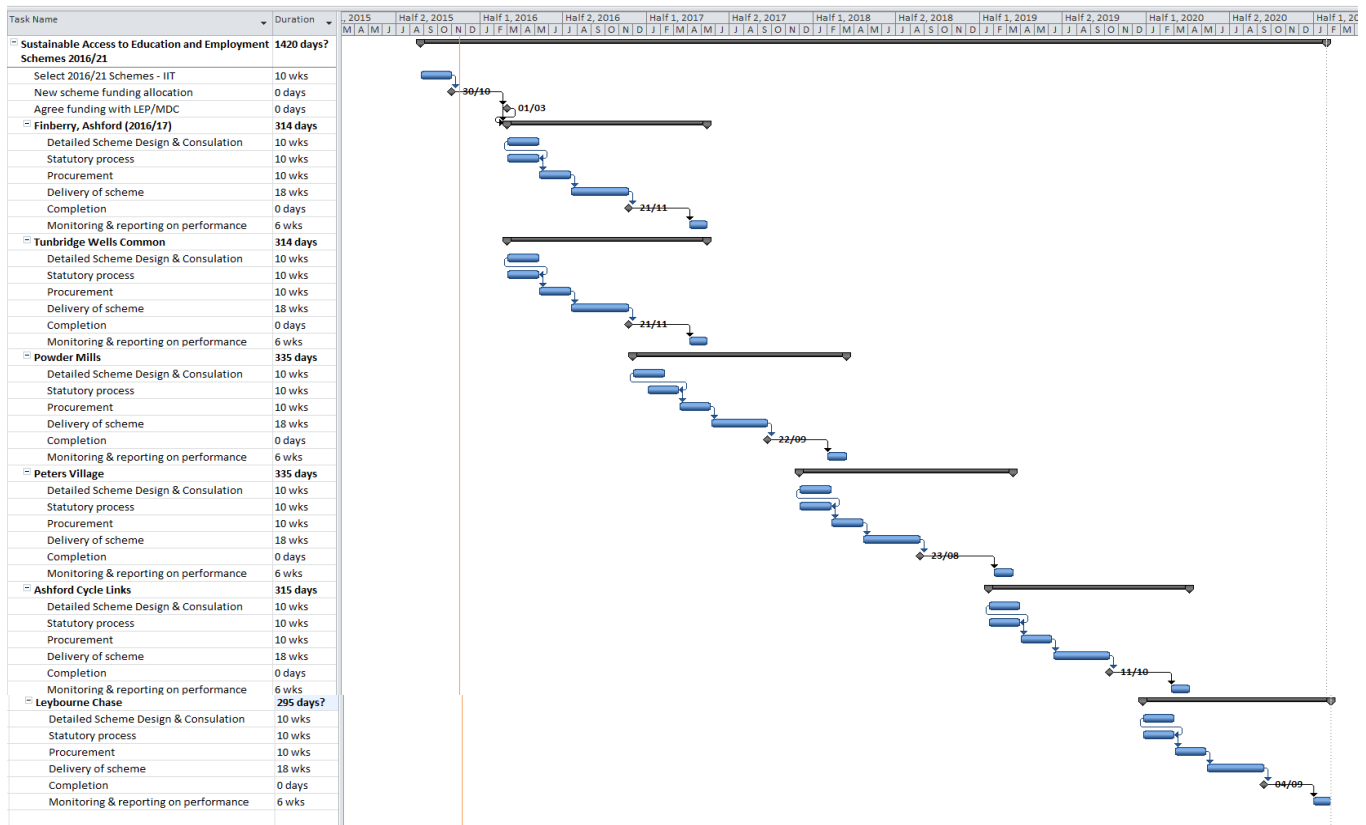 Task Name Duration , 2015 Half 2, 2015 Half 1, 2016 Half 2, 2016 Half 1, 2017 Half 2, 2017 Half 1, 2018 Half 2, 2018 Half 1, 2019 Half 2, 2019 Half 1, 2020 Half 2, 2020 Half 1, 20
M A M J J A S O N D J F M A M J J A S O N D J F M A M J J A S O N D J F M A M J J A S O N D J F M A M J J A S O N D J F M A M J J A S O N D J F M
Sustainable Access to Education and Employment 1420 days?
Schemes 2016/21
Select 2016/21 Schemes - IIT 10 wks
New scheme funding allocation 0 days 30/10
Agree funding with LEP/MDC 0 days 01/03
Finberry, Ashford (2016/17) 314 days
Detailed Scheme Design & Consulation 10 wks
Statutory process 10 wks
Procurement 10 wks
Delivery of scheme 18 wks
Completion 0 days 21/11
Monitoring & reporting on performance 6 wks
Tunbridge Wells Common 314 days
Detailed Scheme Design & Consulation 10 wks
Statutory process 10 wks
Procurement 10 wks
Delivery of scheme 18 wks
Completion 0 days 21/11
Monitoring & reporting on performance 6 wks
Powder Mills 335 days
Detailed Scheme Design & Consulation 10 wks
Statutory process 10 wks
Procurement 10 wks
Delivery of scheme 18 wks
Completion 0 days 22/09
Monitoring & reporting on performance 6 wks
Peters Village 335 days
Detailed Scheme Design & Consulation 10 wks
Statutory process 10 wks
Procurement 10 wks
Delivery of scheme 18 wks
Completion 0 days 23/08
Monitoring & reporting on performance 6 wks
Ashford Cycle Links 315 days
Detailed Scheme Design & Consulation 10 wks
Statutory process 10 wks
Procurement 10 wks
Delivery of scheme 18 wks
Completion 0 days 11/10
Monitoring & reporting on performance 6 wks
Leybourne Chase 295 days?
Detailed Scheme Design & Consulation 10 wks
Statutory process 10 wks
Procurement 10 wks
Delivery of scheme 18 wks
Completion 0 days 04/09
Monitoring & reporting on performance 6 wks